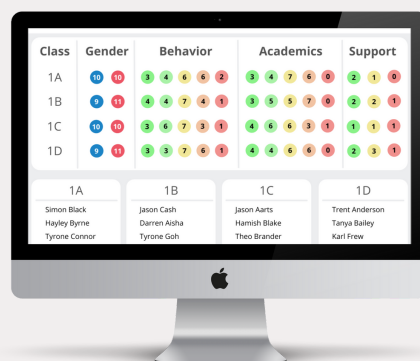 Class Gender Behavior Academics Support
1A 10 10 3 4 6 6 2 3 4 7 6 0 2 1 0
1B 9 11 4 4 7 4 1 3 5 5 7 0 2 2 1
1C 10 10 3 6 7 3 1 4 6 6 3 1 1 1 1
1D 9 11 3 3 7 6 1 4 4 6 6 0 2 3 1
1A 1B 1C 1D
Simon Black Jason Cash Jason Aarts Trent Anderson
Hayley Byrne Darren Aisha Hamish Blake Tanya Bailey
Tyrone Connor Tyrone Goh Theo Brander Karl Frew